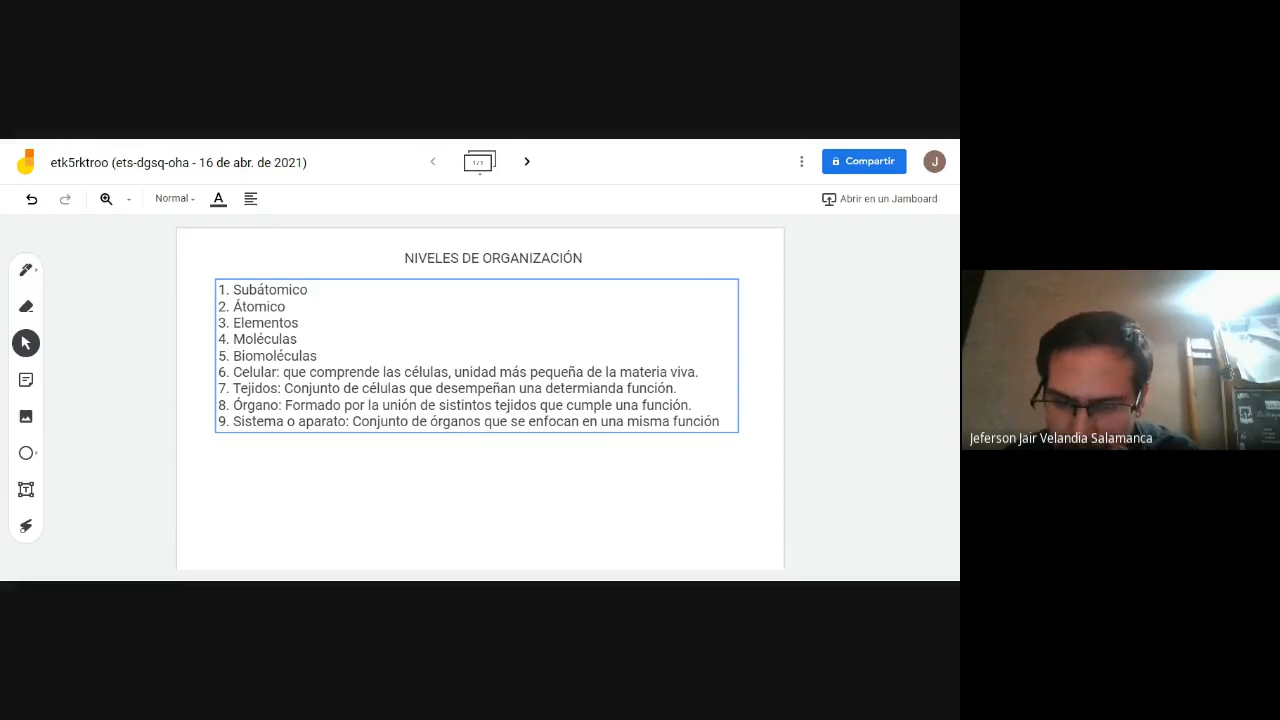 etk5rktroo (ets-dgsq-oha - 16 de abr. de 2021)
1/1
Compartir
J
Normal
A
Abrir en un Jamboard
NIVELES DE ORGANIZACIÓN
1. Subátomico
2. Átomico
3. Elementos
4. Moléculas
5. Biomoléculas
6. Celular: que comprende las células, unidad más pequeña de la materia viva.
7. Tejidos: Conjunto de células que desempeñan una determianda función.
8. Órgano: Formado por la unión de sistintos tejidos que cumple una función.
9. Sistema o aparato: Conjunto de órganos que se enfocan en una misma función
Jeferson Jair Velandia Salamanca